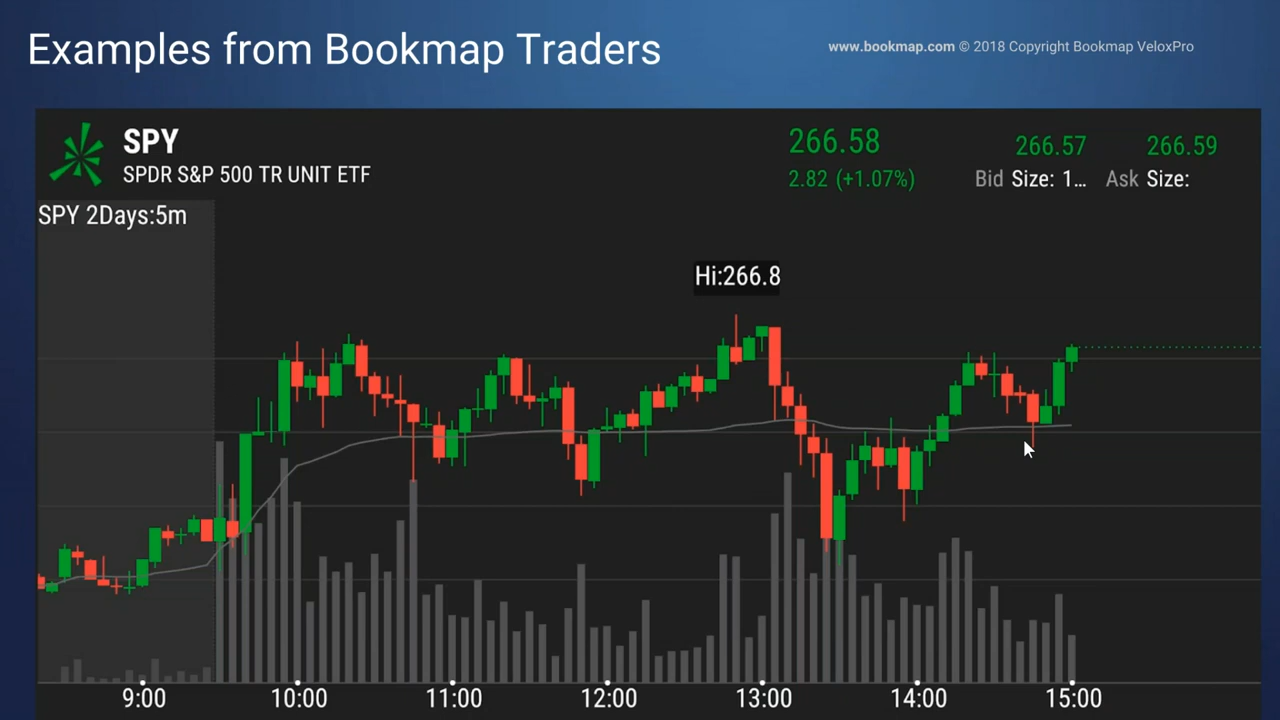 Examples from Bookmap Traders
www.bookmap.com © 2018 Copyright Bookmap VeloxPro
SPY
SPDR S&P 500 TR UNIT ETF
266.58
2.82 (+1.07%)
266.57
Bid Size: 1...
266.59
Ask Size:
SPY 2Days:5m
Hi:266.8
9:00 10:00 11:00 12:00 13:00 14:00 15:00